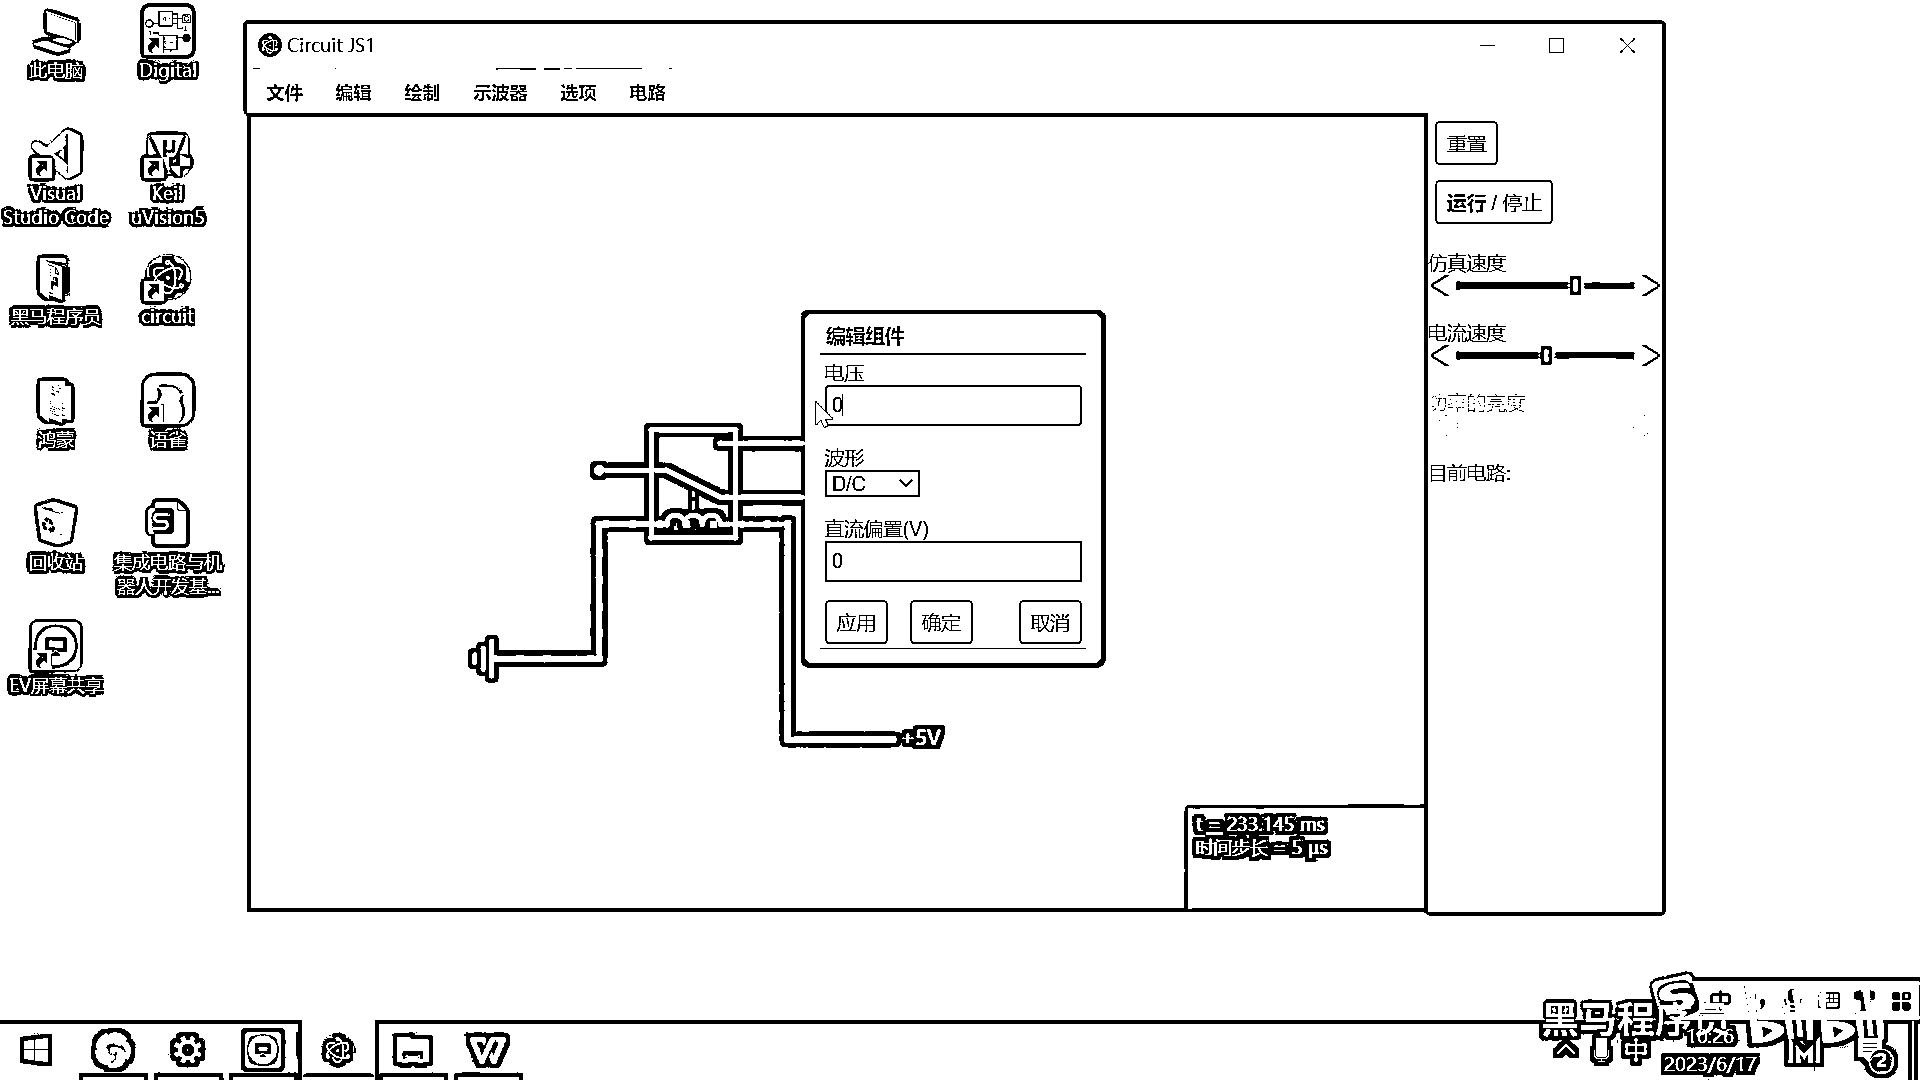 此电脑
Digital
Visual
Studio Code
Keil
uVision5
黑马程序员
circuit
鸿蒙
语雀
回收站
集成电路与机
器人开发基...
EV屏幕共享
Circuit JS1
文件 编辑 绘制 示波器 选项 电路
编辑组件
电压
0
波形
D/C
直流偏置(V)
0
应用 确定 取消
+5V
t = 233.145 ms
时间步长 = 5 μs
重置
运行 / 停止
仿真速度
电流速度
功率的亮度
目前电路:
中
黑马程序员
中
10:26
2023/6/17
2